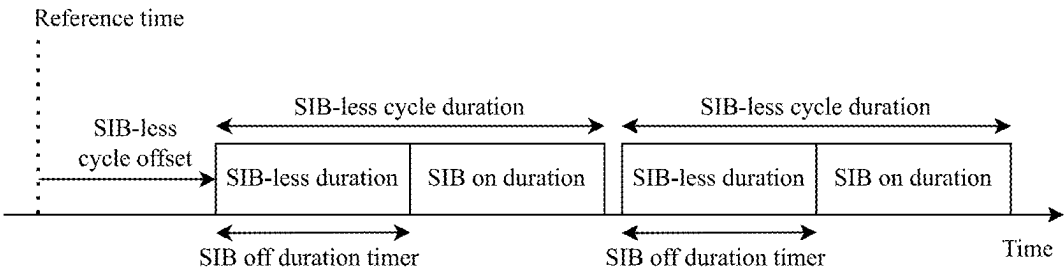 Reference time
SIB-less cycle duration
SIB-less cycle duration
SIB-less
cycle offset
SIB-less duration
SIB on duration
SIB-less duration
SIB on duration
SIB off duration timer
SIB off duration timer
Time